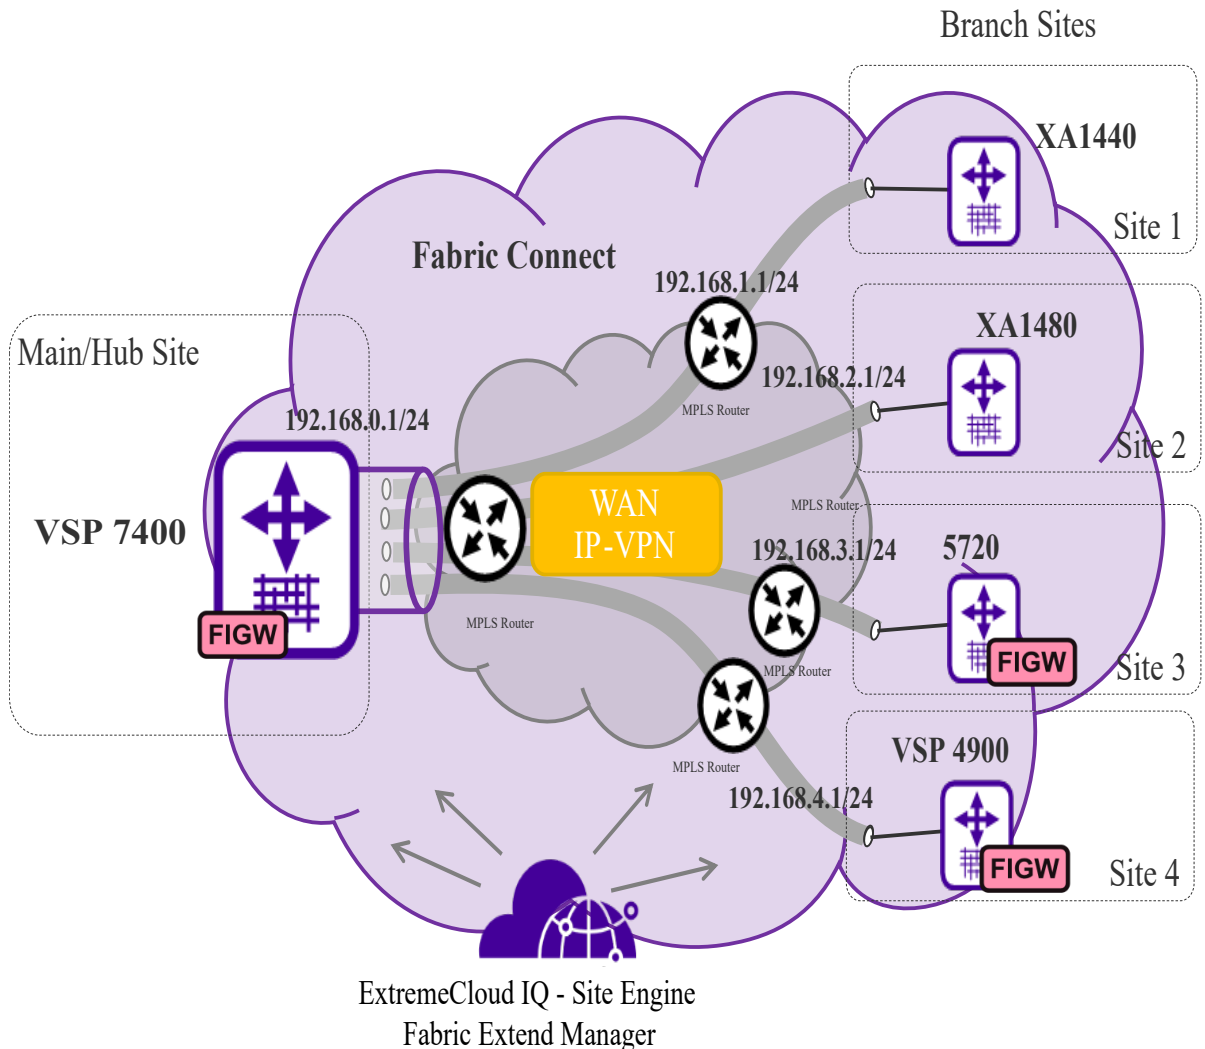 Branch Sites
XA1440
Site 1
Fabric Connect
192.168.1.1/24
MPLS Router
XA1480
192.168.2.1/24
Site 2
MPLS Router
Main/Hub Site
192.168.0.1/24
VSP 7400
FIGW
MPLS Router
WAN
IP-VPN
192.168.3.1/24
5720
FIGW
Site 3
MPLS Router
MPLS Router
VSP 4900
192.168.4.1/24
FIGW
Site 4
ExtremeCloud IQ - Site Engine
Fabric Extend Manager